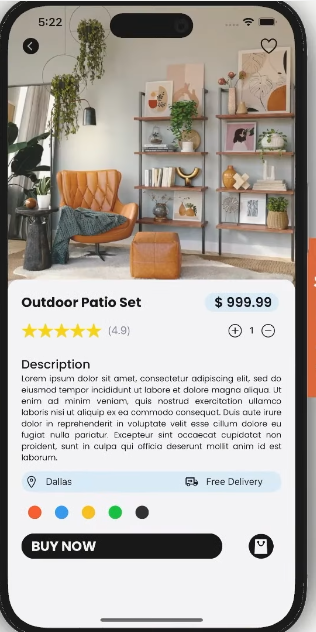 5:22
Outdoor Patio Set
$ 999.99
(4.9)
1
Description
Lorem ipsum dolor sit amet, consectetur adipiscing elit, sed do
eiusmod tempor incididunt ut labore et dolore magna aliqua. Ut
enim ad minim veniam, quis nostrud exercitation ullamco
laboris nisi ut aliquip ex ea commodo consequat. Duis aute irure
dolor in reprehenderit in voluptate velit esse cillum dolore eu
fugiat nulla pariatur. Excepteur sint occaecat cupidatat non
proident, sunt in culpa qui officia deserunt mollit anim id est
laborum.
Dallas
Free Delivery
BUY NOW